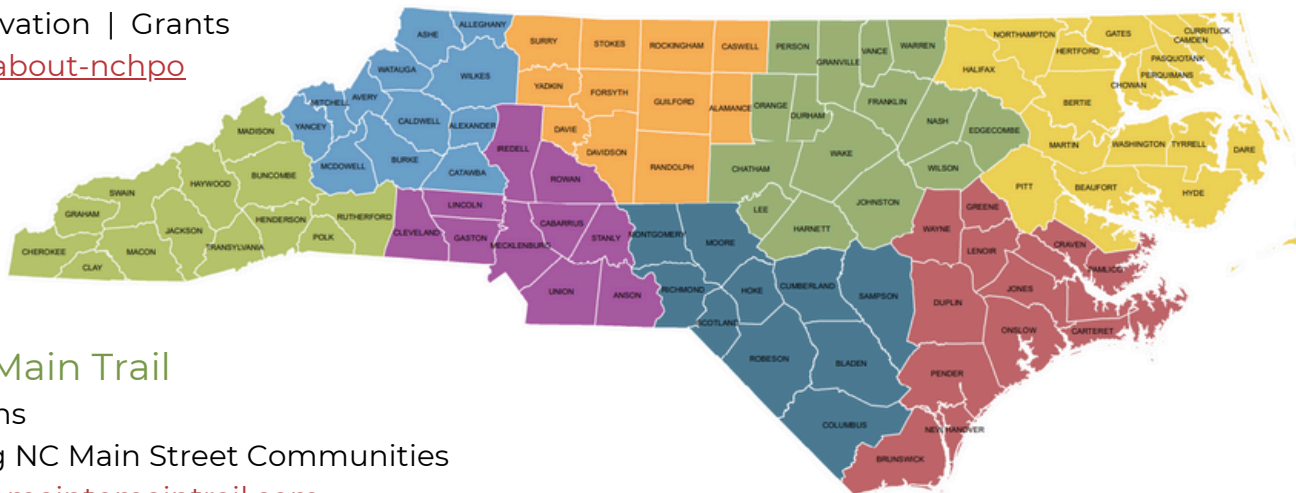 vation | Grants
about-nchpo
Main Trail
ns
g NC Main Street Communities
maintomaintrail.com
ALLEGHANY
ASHE
SURRY
STOKES
ROCKINGHAM
CASWELL
PERSON
GRANVILLE
VANCE
WARREN
NORTHAMPTON
GATES
CURRITUCK
CAMDEN
HERTFORD
PASQUOTANK
PERQUIMANS
CHOWAN
HALIFAX
BERTIE
WATAUGA
WILKES
YADKIN
FORSYTH
GUILFORD
ALAMANCE
ORANGE
DURHAM
FRANKLIN
NASH
EDGECOMBE
MARTIN
WASHINGTON
TYRRELL
DARE
MITCHELL
AVERY
YANCEY
CALDWELL
ALEXANDER
IREDELL
DAVIE
DAVIDSON
RANDOLPH
CHATHAM
WAKE
WILSON
PITT
BEAUFORT
HYDE
MADISON
MCDOWELL
BURKE
CATAWBA
ROWAN
BUNCOMBE
HAYWOOD
SWAIN
GRAHAM
CHEROKEE
CLAY
MACON
JACKSON
TRANSYLVANIA
HENDERSON
POLK
RUTHERFORD
CLEVELAND
LINCOLN
GASTON
MECKLENBURG
CABARRUS
STANLY
UNION
ANSON
MONTGOMERY
MOORE
LEE
HARNETT
JOHNSTON
WAYNE
GREENE
LENOIR
CRAVEN
PAMLICO
JONES
RICHMOND
HOKE
CUMBERLAND
SAMPSON
DUPLIN
ONSLOW
CARTERET
SCOTLAND
ROBESON
BLADEN
PENDER
COLUMBUS
NEW HANOVER
BRUNSWICK